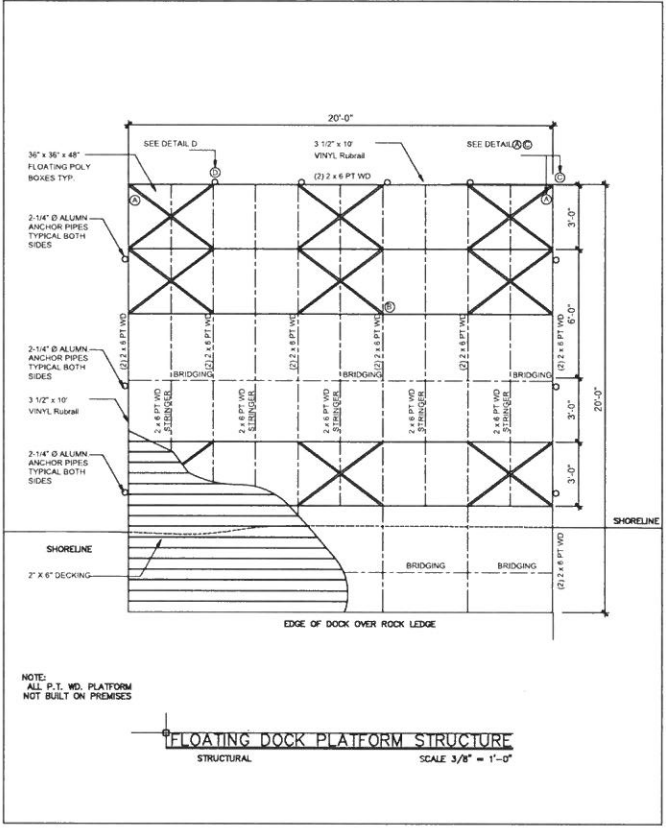 20'-0"
SEE DETAIL D
3 1/2" x 10'
VINYL Rubrail
SEE DETAIL A C
36" x 36" x 48"
FLOATING POLY
BOXES TYP.
D
(2) 2 x 6 PT WD
C
A
A
3'-0"
2-1/4" Ø ALUMN
ANCHOR PIPES
TYPICAL BOTH
SIDES
6'-0"
B
(2) 2 x 6 PT WD
(2) 2 x 6 PT WD
(2) 2 x 6 PT WD
(2) 2 x 6 PT WD
(2) 2 x 6 PT WD
(2) 2 x 6 PT WD
2-1/4" Ø ALUMN
ANCHOR PIPES
TYPICAL BOTH
SIDES
BRIDGING
BRIDGING
BRIDGING
20'-0"
3 1/2" x 10'
VINYL Rubrail
2 x 6 PT WD
STRINGER
2 x 6 PT WD
STRINGER
2 x 6 PT WD
STRINGER
2 x 6 PT WD
STRINGER
2 x 6 PT WD
STRINGER
3'-0"
2-1/4" Ø ALUMN
ANCHOR PIPES
TYPICAL BOTH
SIDES
3'-0"
SHORELINE
SHORELINE
2" X 6" DECKING
BRIDGING
BRIDGING
(2) 2 x 6 PT WD
EDGE OF DOCK OVER ROCK LEDGE
NOTE:
ALL P.T. WD. PLATFORM
NOT BUILT ON PREMISES
FLOATING DOCK PLATFORM STRUCTURE
STRUCTURAL
SCALE 3/8" = 1'-0"